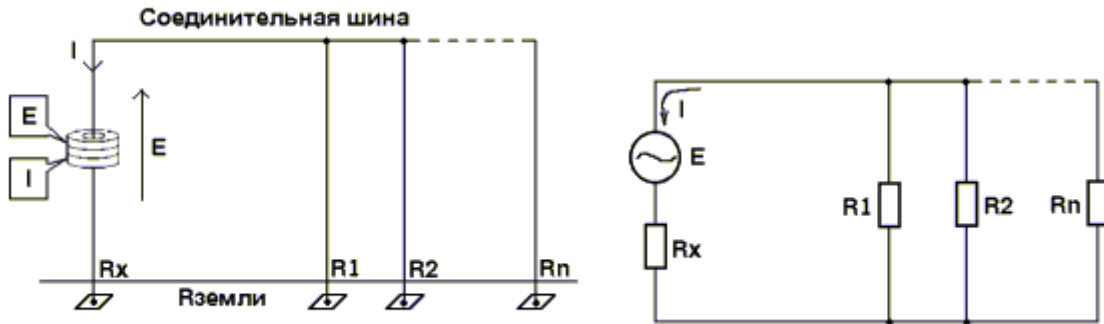 Соединительная шина
I
E
E
I
Rx
R1
R2
Rn
Rземли
I
E
Rx
R1
R2
Rn